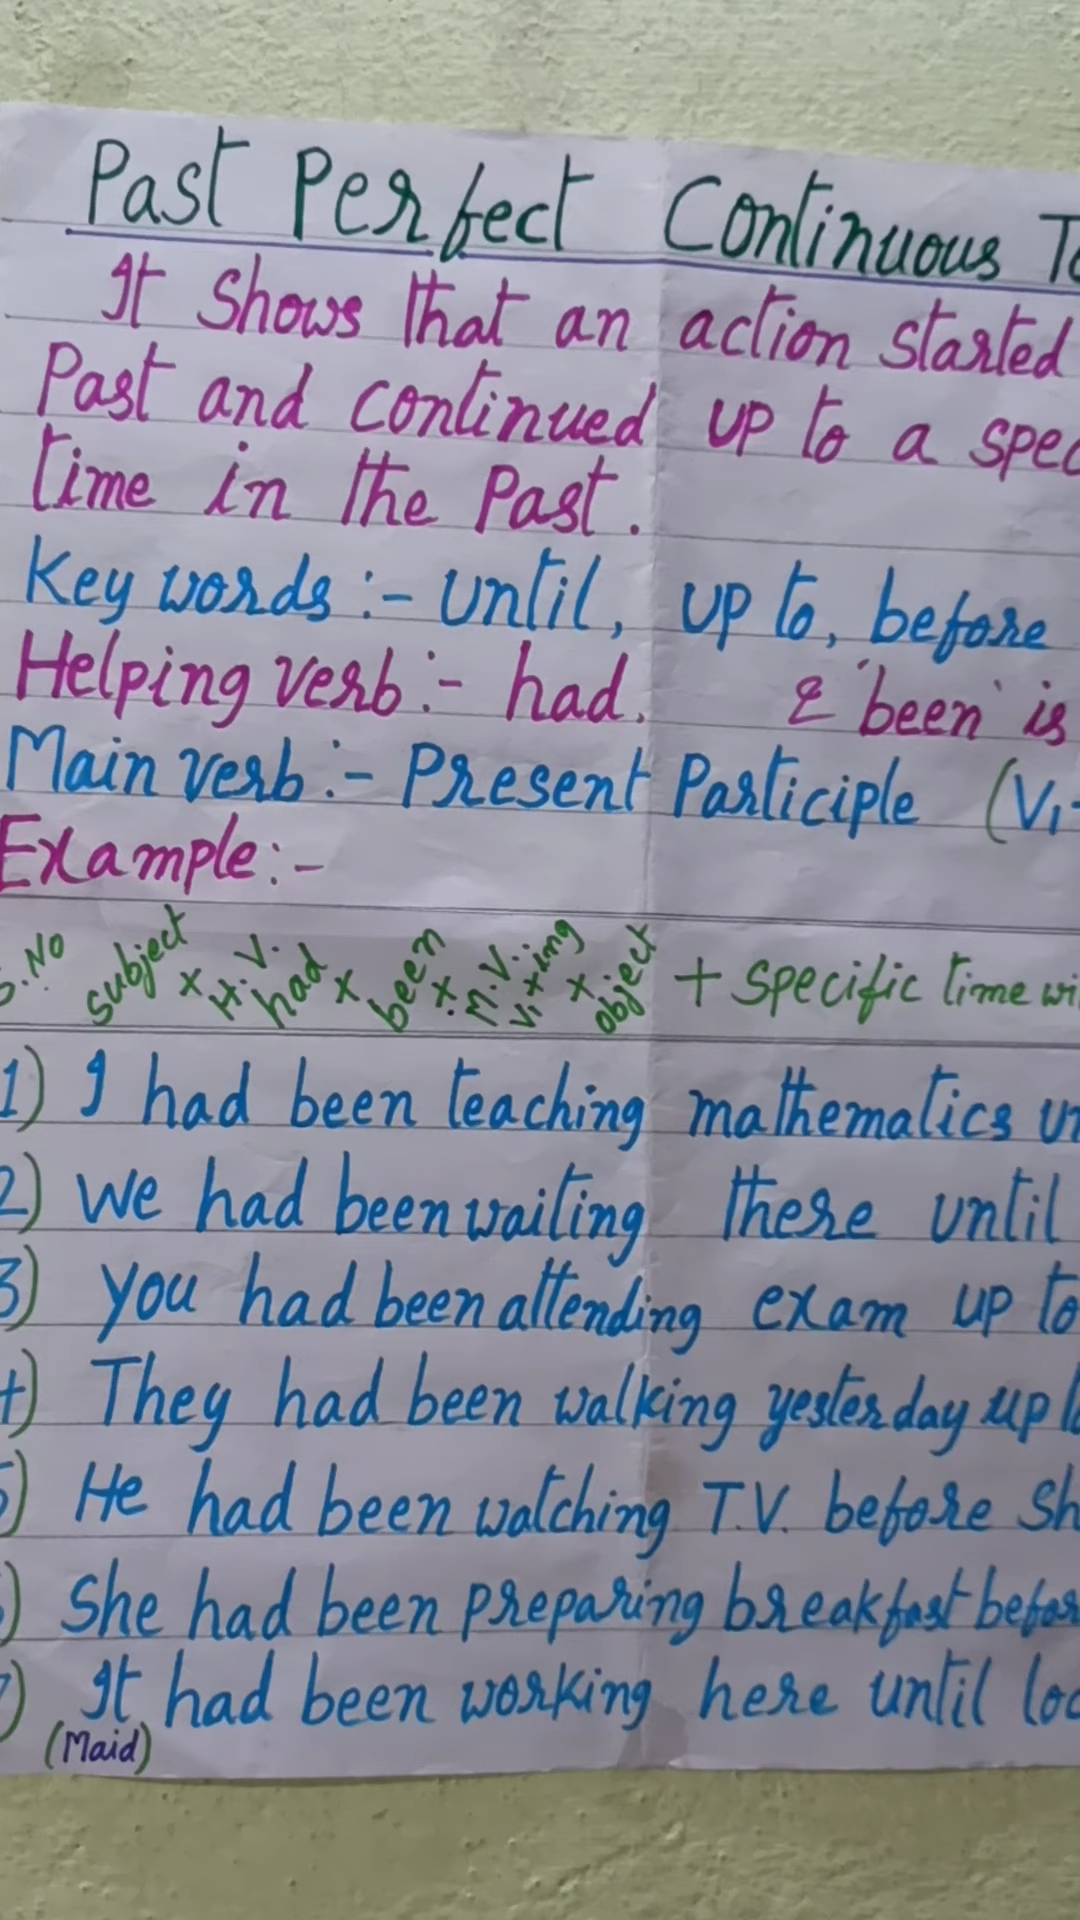 Past Perfect Continuous
It shows that an action started
Past and continued up to a
time in the Past.
Key words :- until, up to, before
Helping verb :- had. & 'been' is
Main verb :- Present Participle (V1
Example :-
S.No subject x H.V. had x been x M.V. V1 + ing x object + specific time
1) I had been teaching mathematics
2) We had been waiting there until
3) You had been attending exam up to
4) They had been walking yesterday up
5) He had been watching T.V. before
6) She had been preparing breakfast
7) It had been working here until
(Maid)